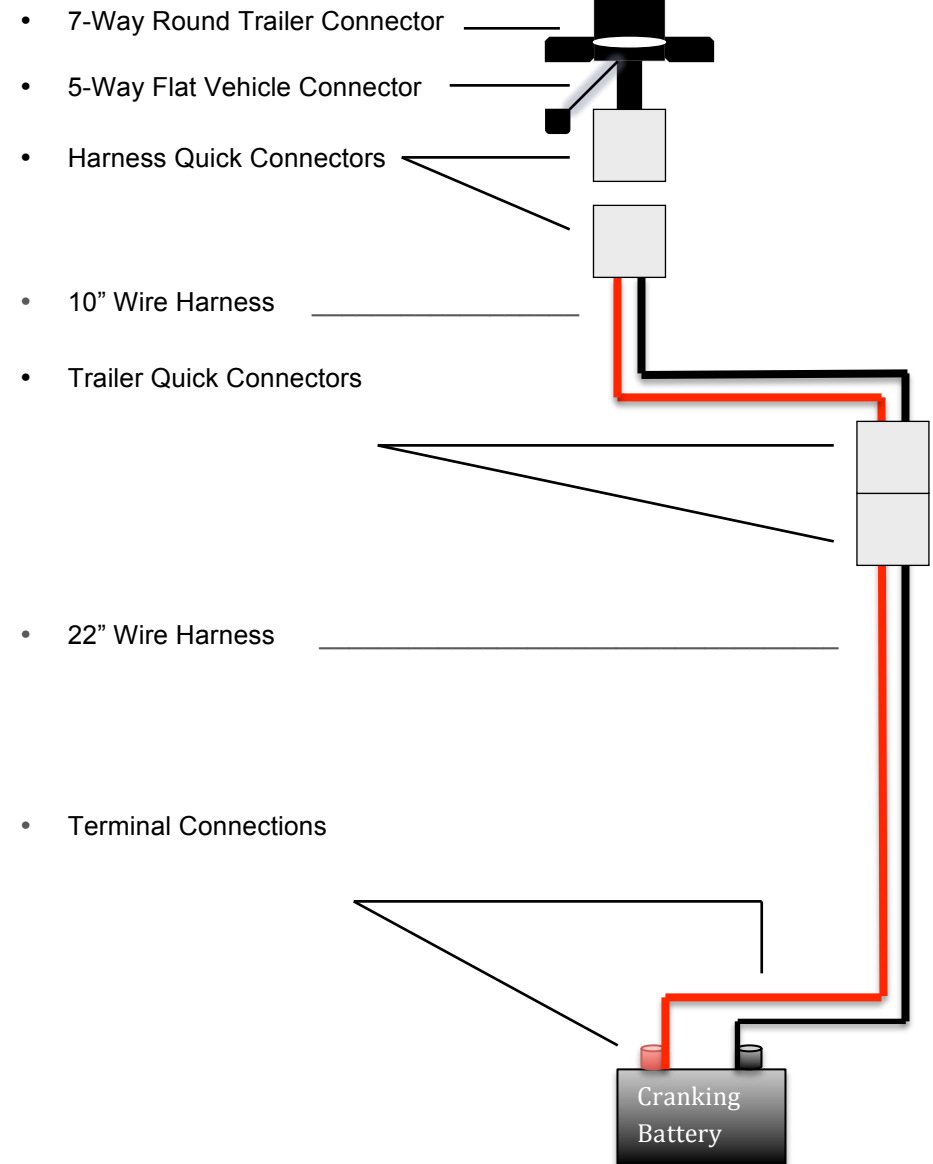 • 7-Way Round Trailer Connector
• 5-Way Flat Vehicle Connector
• Harness Quick Connectors
• 10” Wire Harness
• Trailer Quick Connectors
• 22” Wire Harness
• Terminal Connections
Cranking
Battery